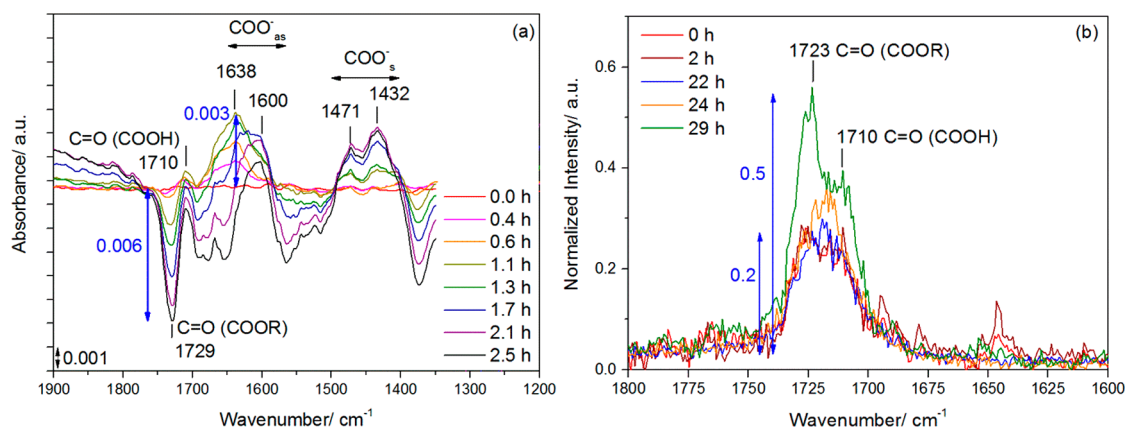 (a)
COO⁻as
COO⁻s
1638
1600
1471
1432
0.003
C=O (COOH)
1710
0.006
C=O (COOR)
1729
0.001
0.0 h
0.4 h
0.6 h
1.1 h
1.3 h
1.7 h
2.1 h
2.5 h
Absorbance/ a.u.
1900 1800 1700 1600 1500 1400 1300 1200
Wavenumber/ cm⁻¹
(b)
0 h
2 h
22 h
24 h
29 h
1723 C=O (COOR)
1710 C=O (COOH)
0.5
0.2
Normalized Intensity/ a.u.
0.6
0.4
0.2
0.0
1800 1775 1750 1725 1700 1675 1650 1625 1600
Wavenumber/ cm⁻¹